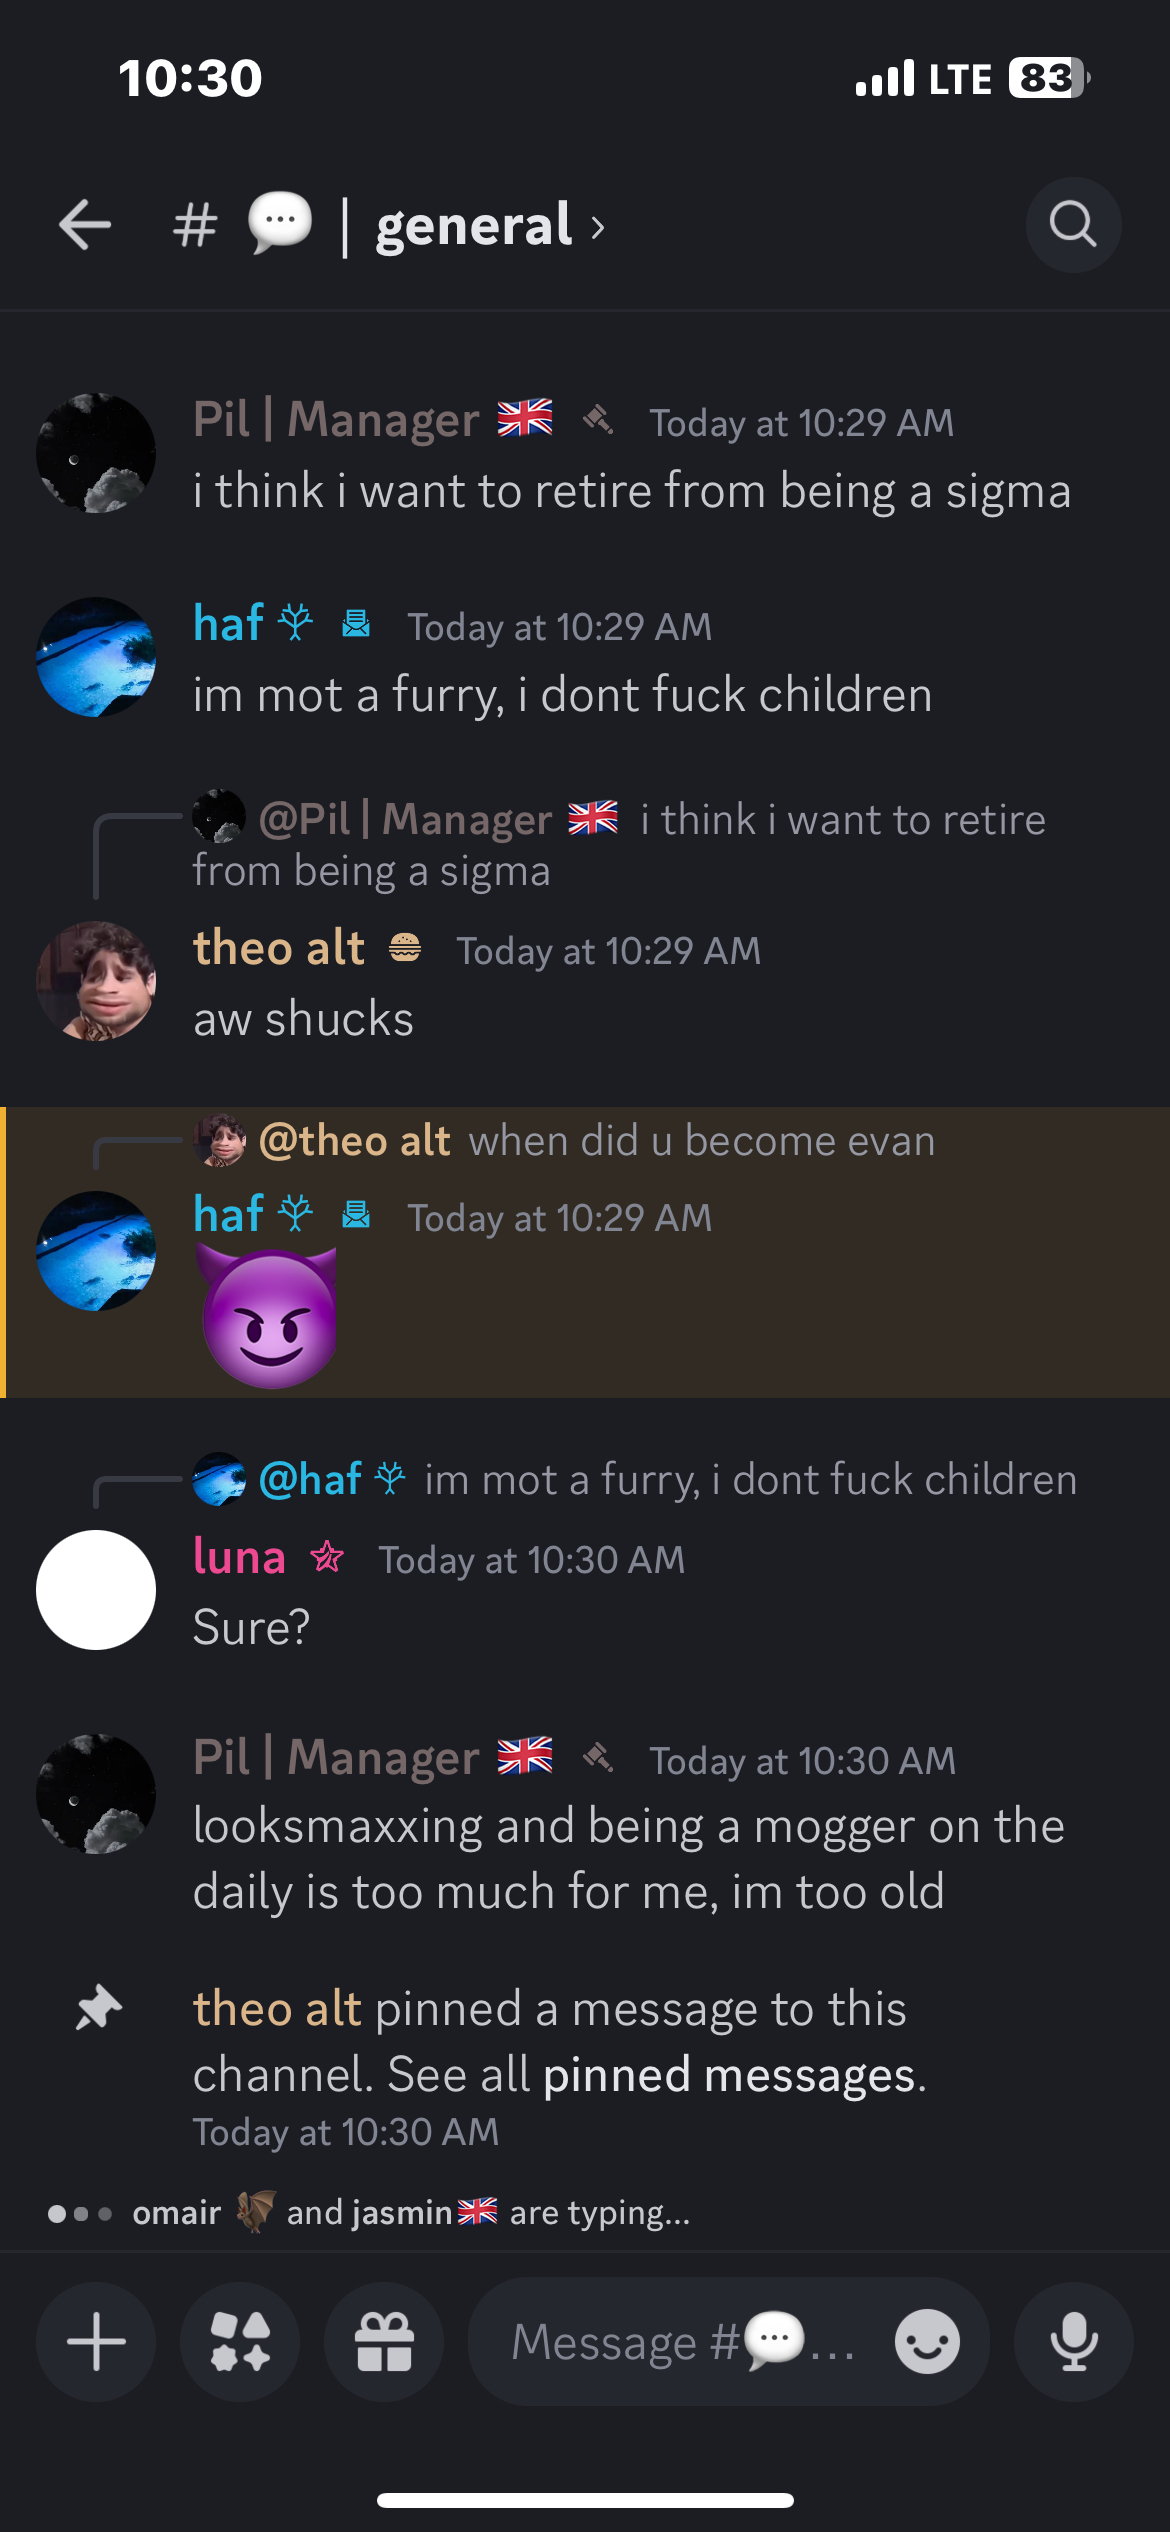 10:30 LTE 83
# 💬 | general ›
Pil | Manager 🇬🇧 Today at 10:29 AM
i think i want to retire from being a sigma
haf Today at 10:29 AM
im mot a furry, i dont fuck children
@Pil | Manager 🇬🇧 i think i want to retire
from being a sigma
theo alt Today at 10:29 AM
aw shucks
@theo alt when did u become evan
haf Today at 10:29 AM
😈
@haf im mot a furry, i dont fuck children
luna Today at 10:30 AM
Sure?
Pil | Manager 🇬🇧 Today at 10:30 AM
looksmaxxing and being a mogger on the
daily is too much for me, im too old
theo alt pinned a message to this
channel. See all pinned messages.
Today at 10:30 AM
omair 🦇 and jasmin🇬🇧 are typing...
Message #💬...